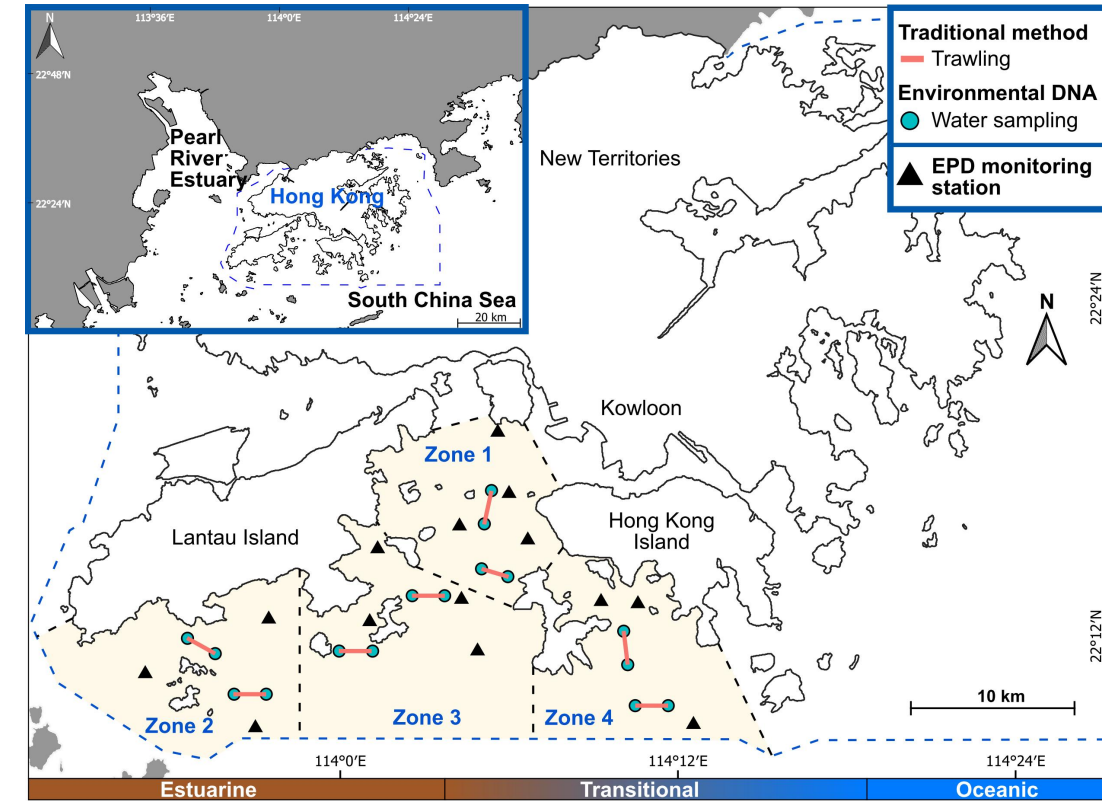 N
113°36′E
114°0′E
114°24′E
22°48′N
22°24′N
Pearl
River
Estuary
Hong Kong
South China Sea
20 km
Traditional method
Trawling
Environmental DNA
Water sampling
EPD monitoring
station
New Territories
22°24′N
N
Kowloon
Zone 1
Lantau Island
Hong Kong
Island
22°12′N
10 km
Zone 2
Zone 3
Zone 4
114°0′E
114°12′E
114°24′E
Estuarine
Transitional
Oceanic